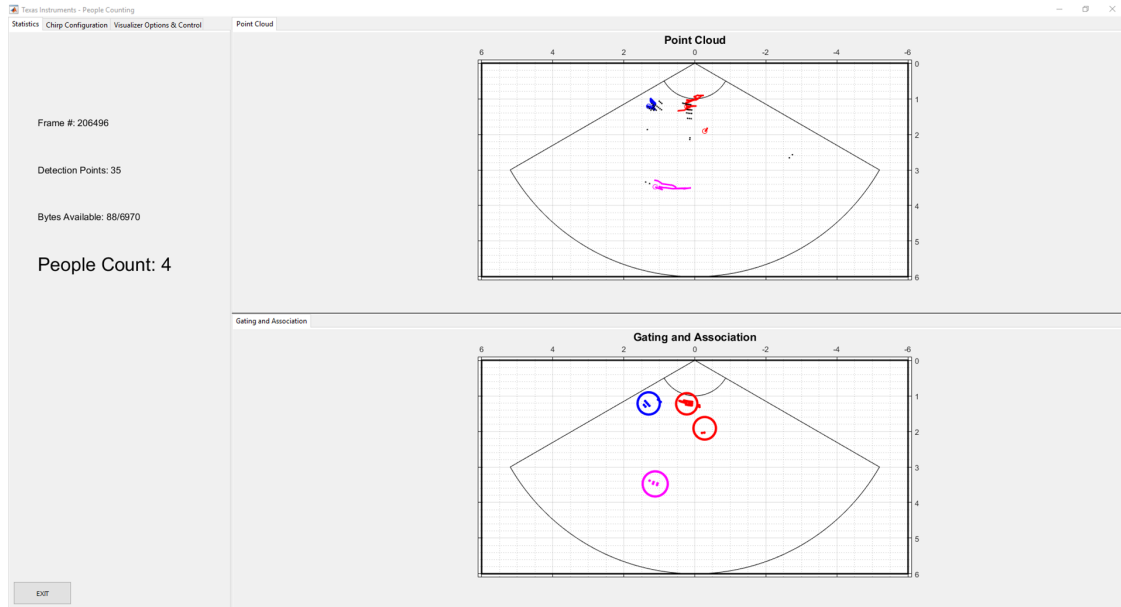 Texas Instruments - People Counting
Statistics Chirp Configuration Visualizer Options & Control
Frame #: 206496
Detection Points: 35
Bytes Available: 88/6970
People Count: 4
EXIT
Point Cloud
Point Cloud
6 4 2 0 -2 -4 -6
0
1
2
3
4
5
6
Gating and Association
Gating and Association
6 4 2 0 -2 -4 -6
0
1
2
3
4
5
6